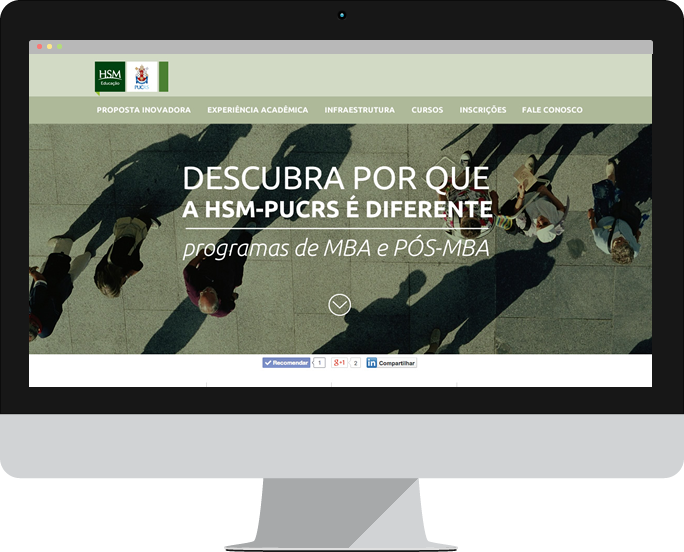 HSM
Educação
PUCRS
PROPOSTA INOVADORA EXPERIÊNCIA ACADÊMICA INFRAESTRUTURA CURSOS INSCRIÇÕES FALE CONOSCO
DESCUBRA POR QUE
A HSM-PUCRS É DIFERENTE
programas de MBA e PÓS-MBA
Recomendar 1 g+1 2 in Compartilhar